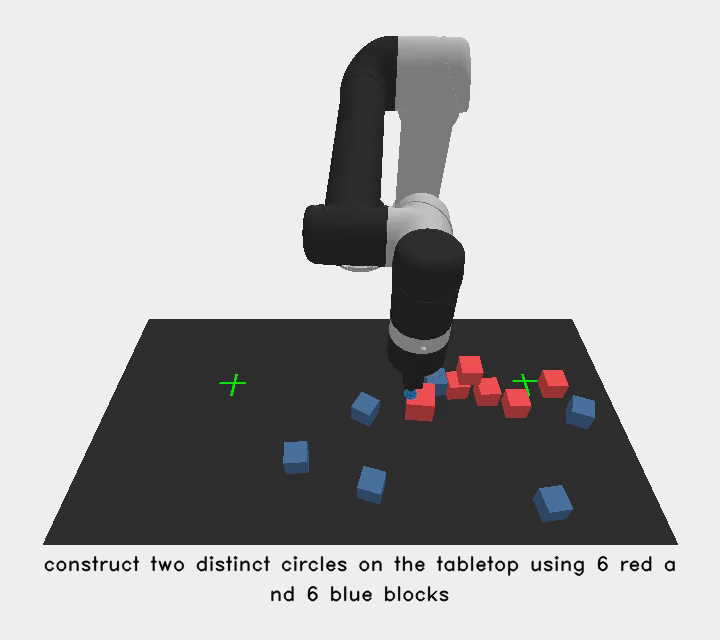 construct two distinct circles on the tabletop using 6 red a
nd 6 blue blocks